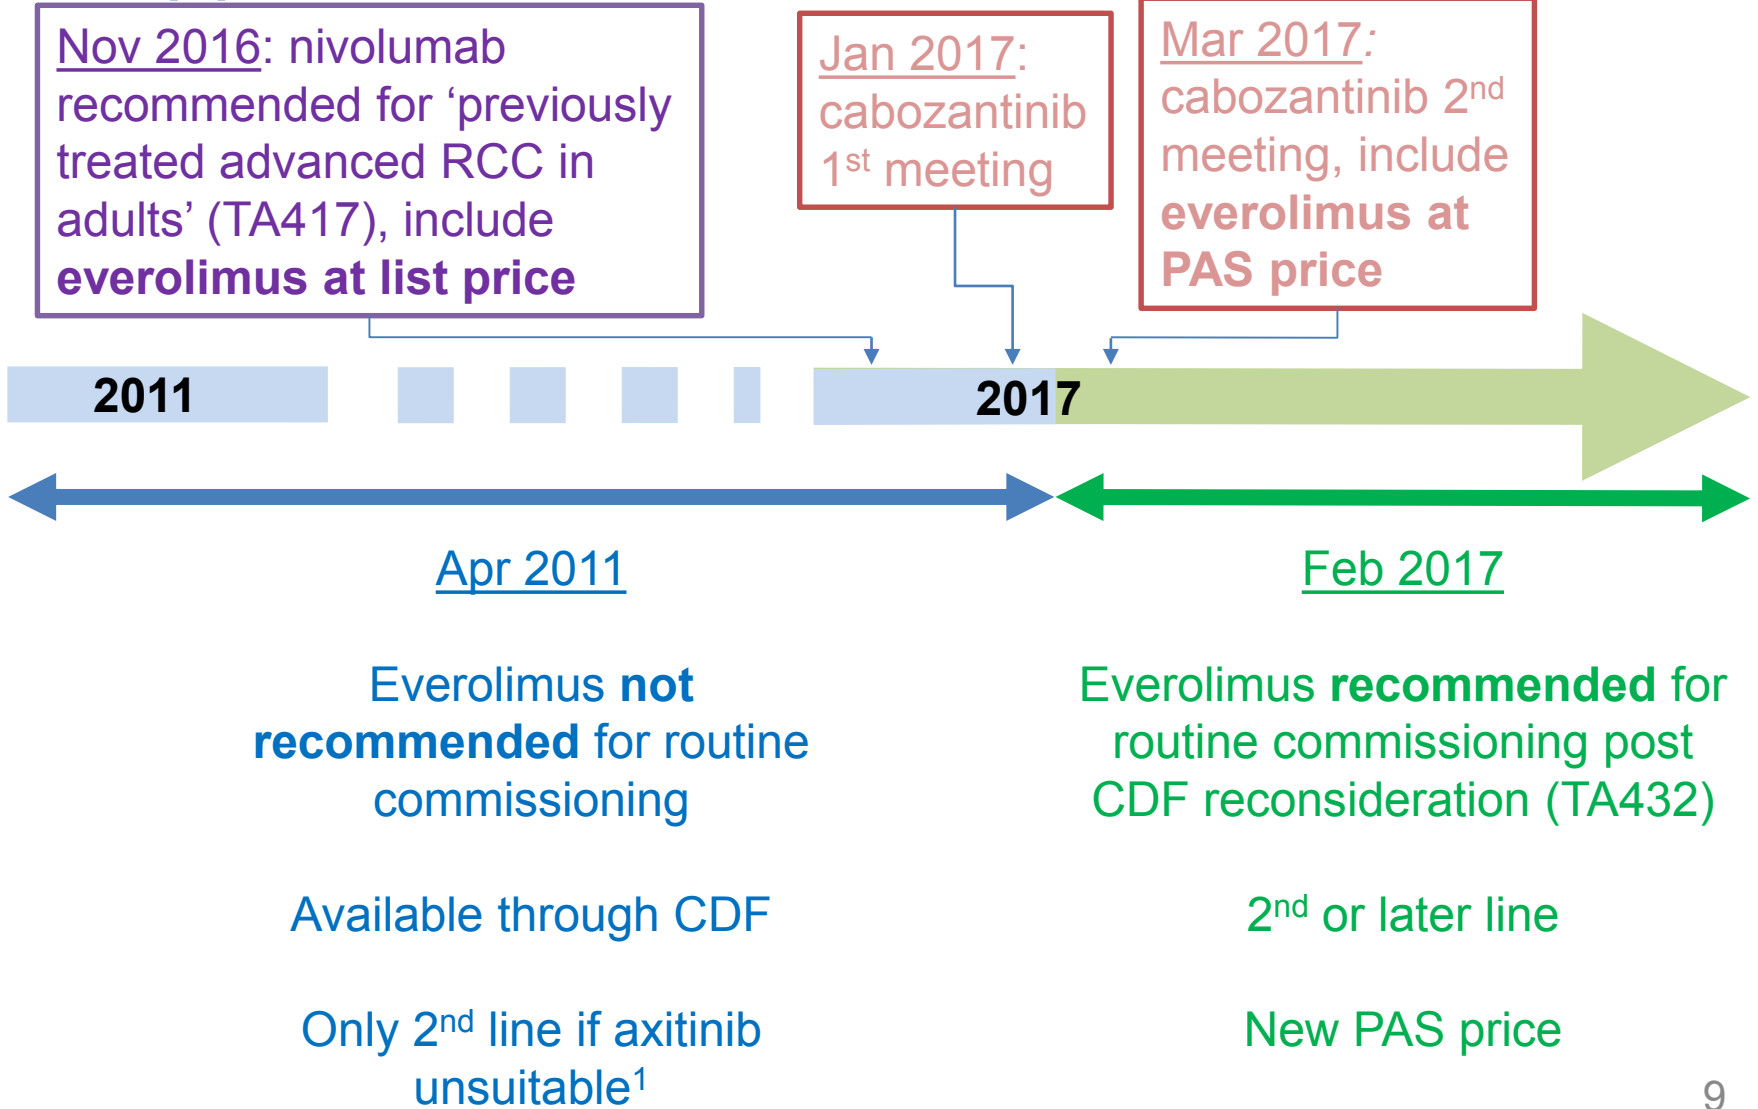 Nov 2016: nivolumab
recommended for ‘previously
treated advanced RCC in
adults’ (TA417), include
everolimus at list price
Jan 2017:
cabozantinib
1st meeting
Mar 2017:
cabozantinib 2nd
meeting, include
everolimus at
PAS price
2011
2017
Apr 2011
Everolimus not
recommended for routine
commissioning
Available through CDF
Only 2nd line if axitinib
unsuitable1
Feb 2017
Everolimus recommended for
routine commissioning post
CDF reconsideration (TA432)
2nd or later line
New PAS price
9